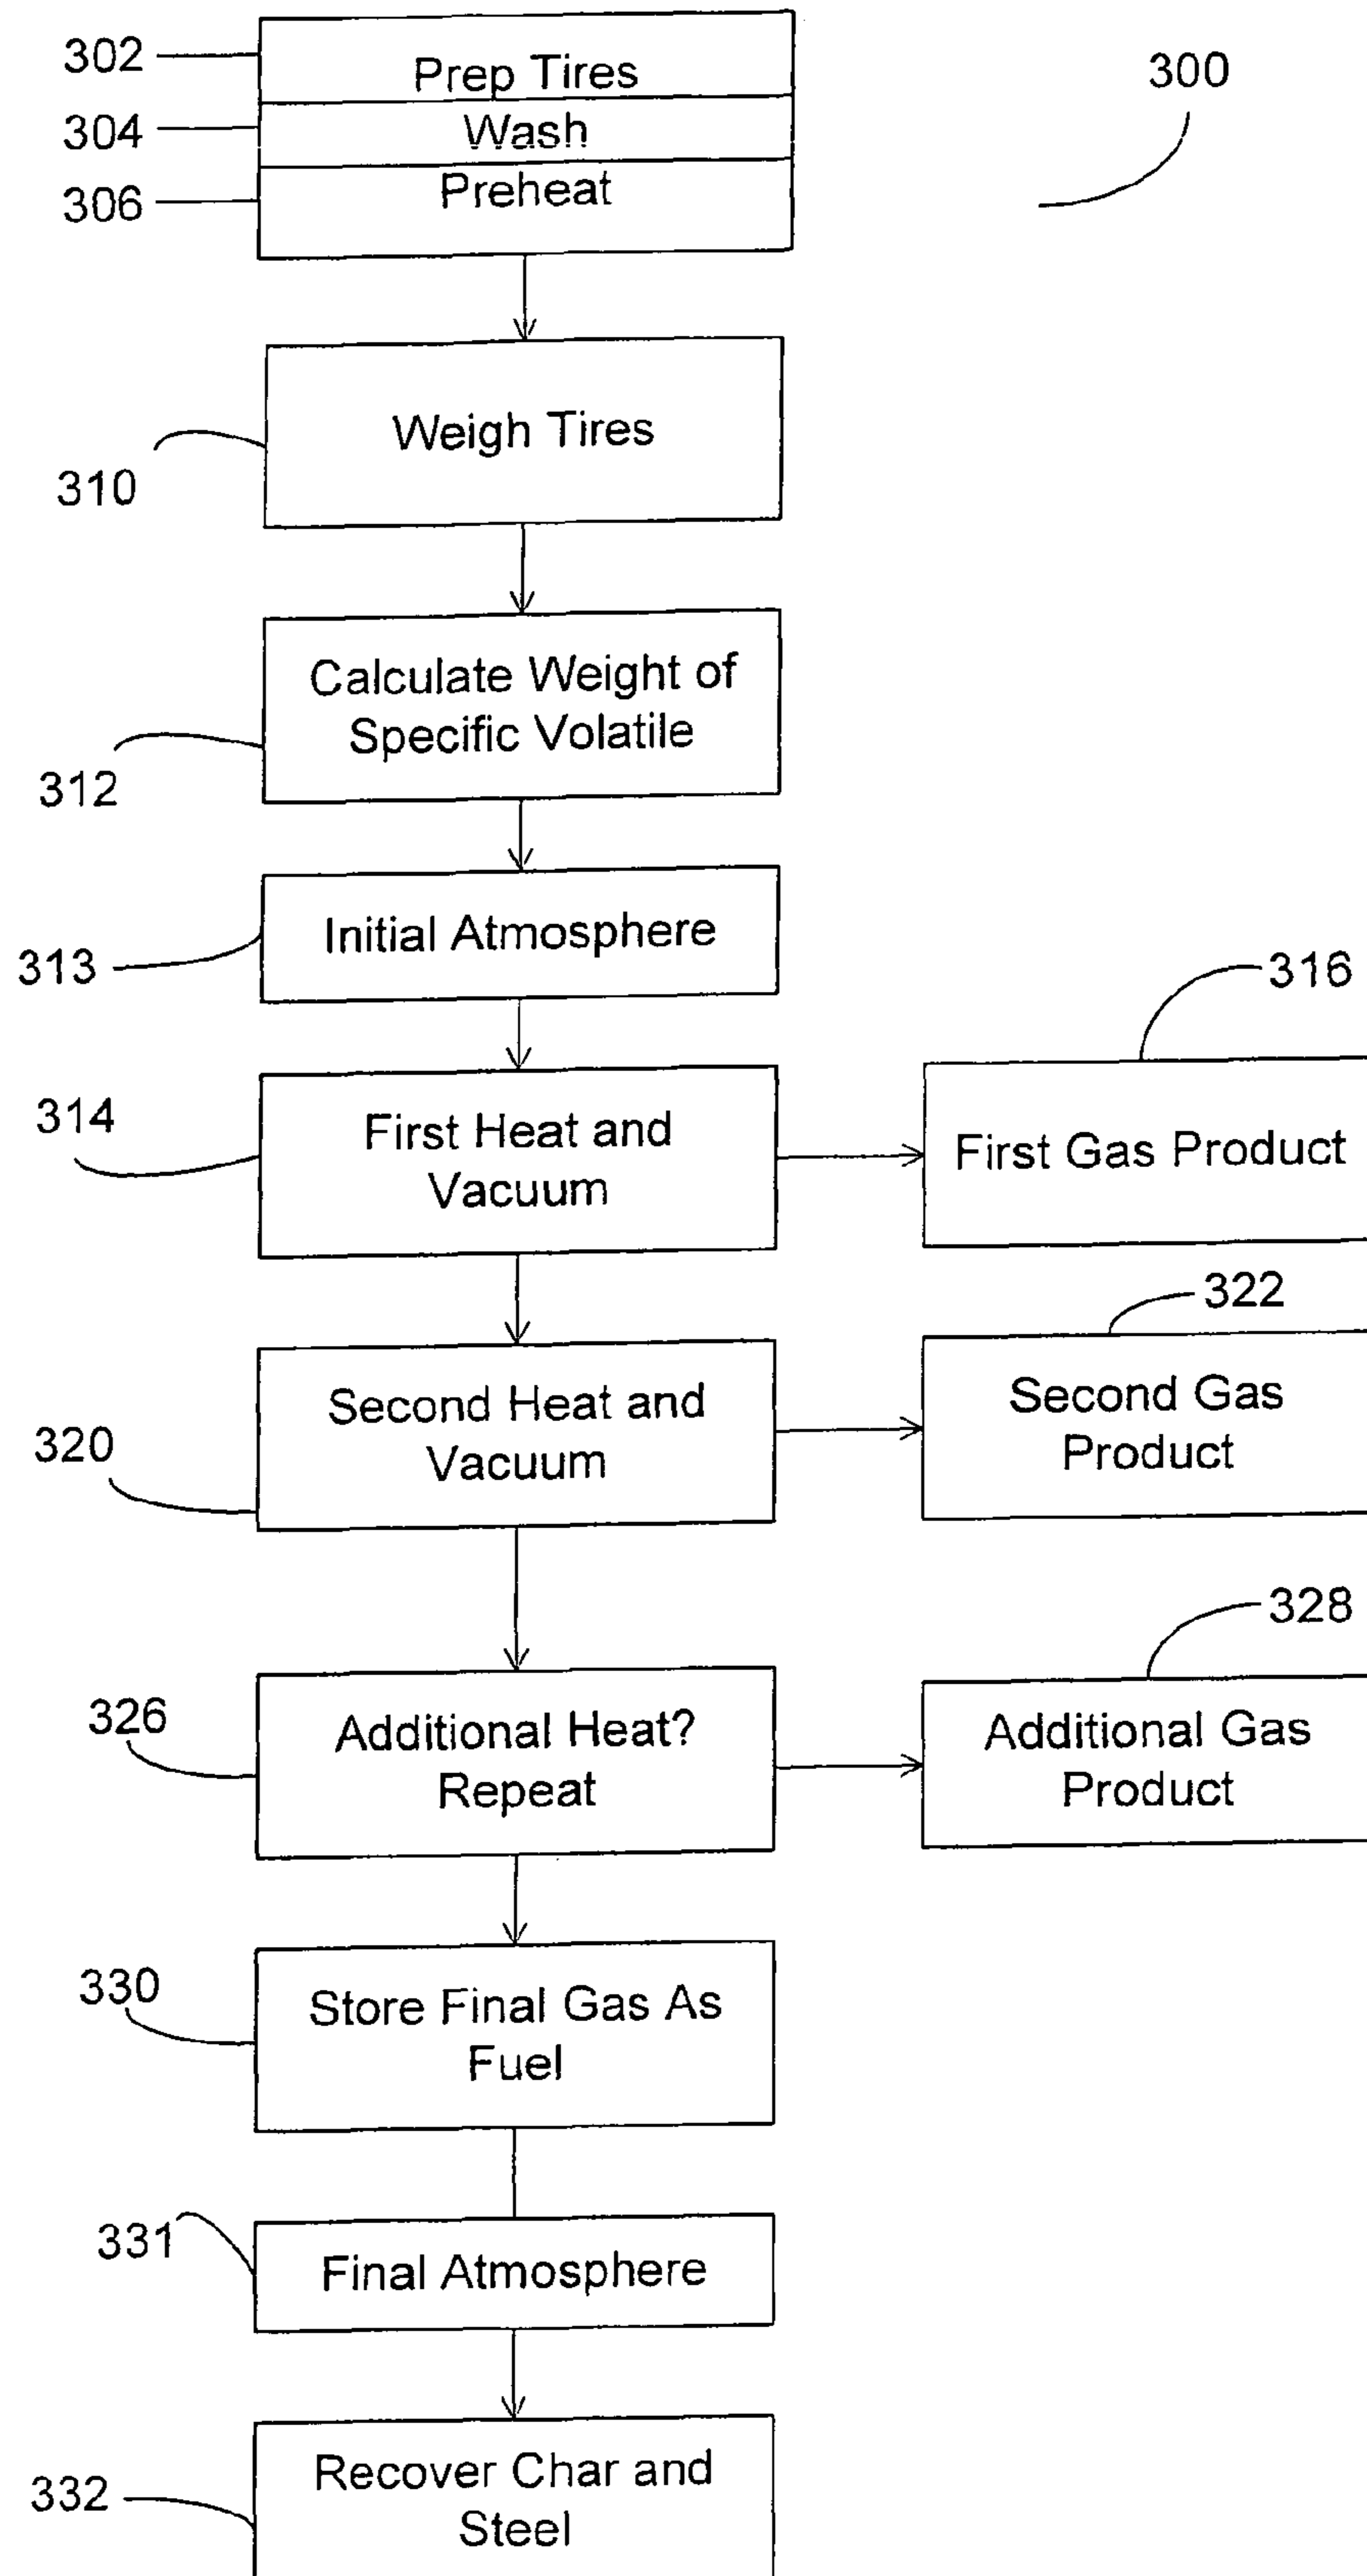 302
Prep Tires
300
304
Wash
306
Preheat
Weigh Tires
310
Calculate Weight of
Specific Volatile
312
Initial Atmosphere
313
316
314
First Heat and
Vacuum
First Gas Product
322
Second Heat and
Vacuum
Second Gas
Product
320
328
326
Additional Heat?
Repeat
Additional Gas
Product
330
Store Final Gas As
Fuel
331
Final Atmosphere
332
Recover Char and
Steel